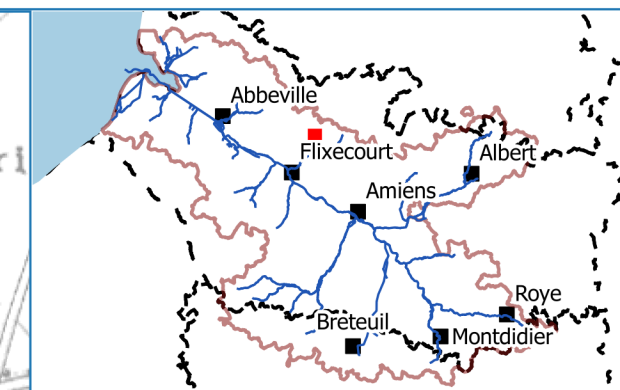 Abbeville
Flixecourt
Albert
Amiens
Roye
Breteuil
Montdidier